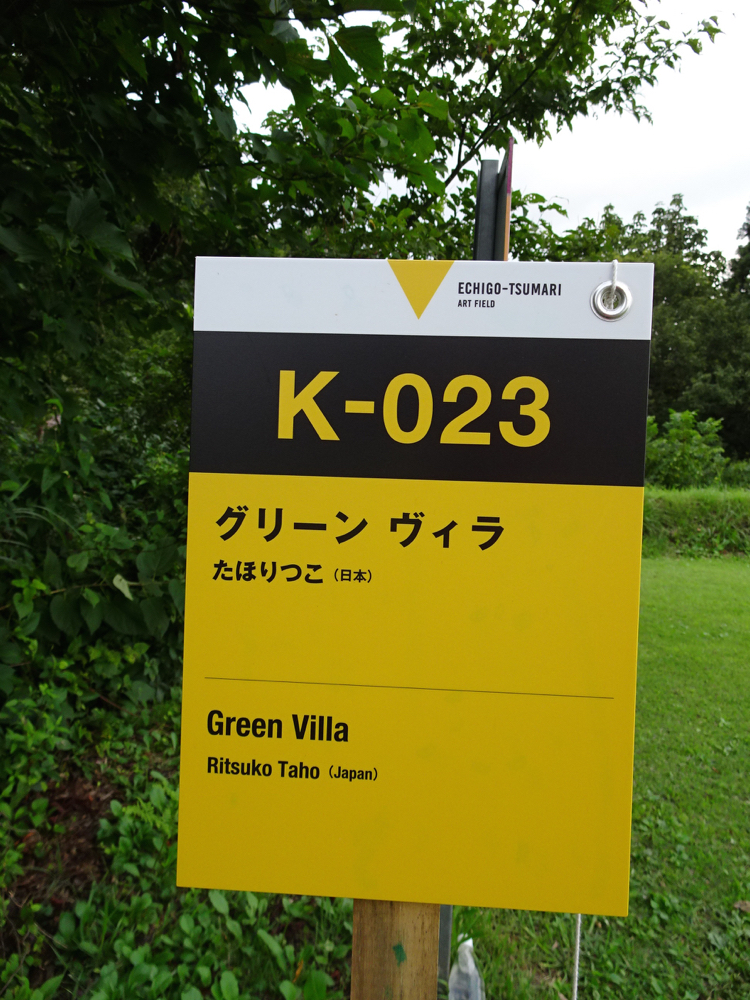 ECHIGO-TSUMARI
ART FIELD
K-023
グリーン ヴィラ
たほりつこ（日本）
Green Villa
Ritsuko Taho（Japan）